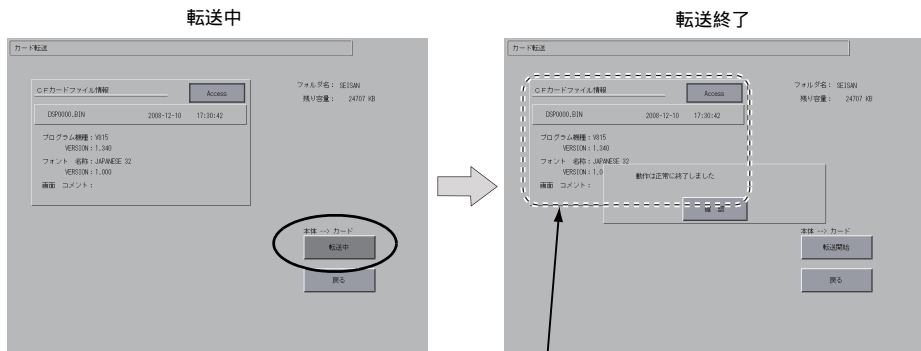 転送中
カード転送
CFカードファイル情報
Access
DSP0000.BIN 2008-12-10 17:30:42
プログラム機種：V815
VERSION：1.340
フォント 名称：JAPANESE 32
VERSION：1.000
画面 コメント：
フォルダ名： SEISAN
残り容量： 24707 KB
本体 --> カード
転送中
戻る
転送終了
カード転送
CFカードファイル情報
Access
DSP0000.BIN 2008-12-10 17:30:42
プログラム機種：V815
VERSION：1.340
フォント 名称：JAPANESE 32
VERSION：1.0
画面 コメント：
動作は正常に終了しました
確認
フォルダ名： SEISAN
残り容量： 24707 KB
本体 --> カード
転送開始
戻る